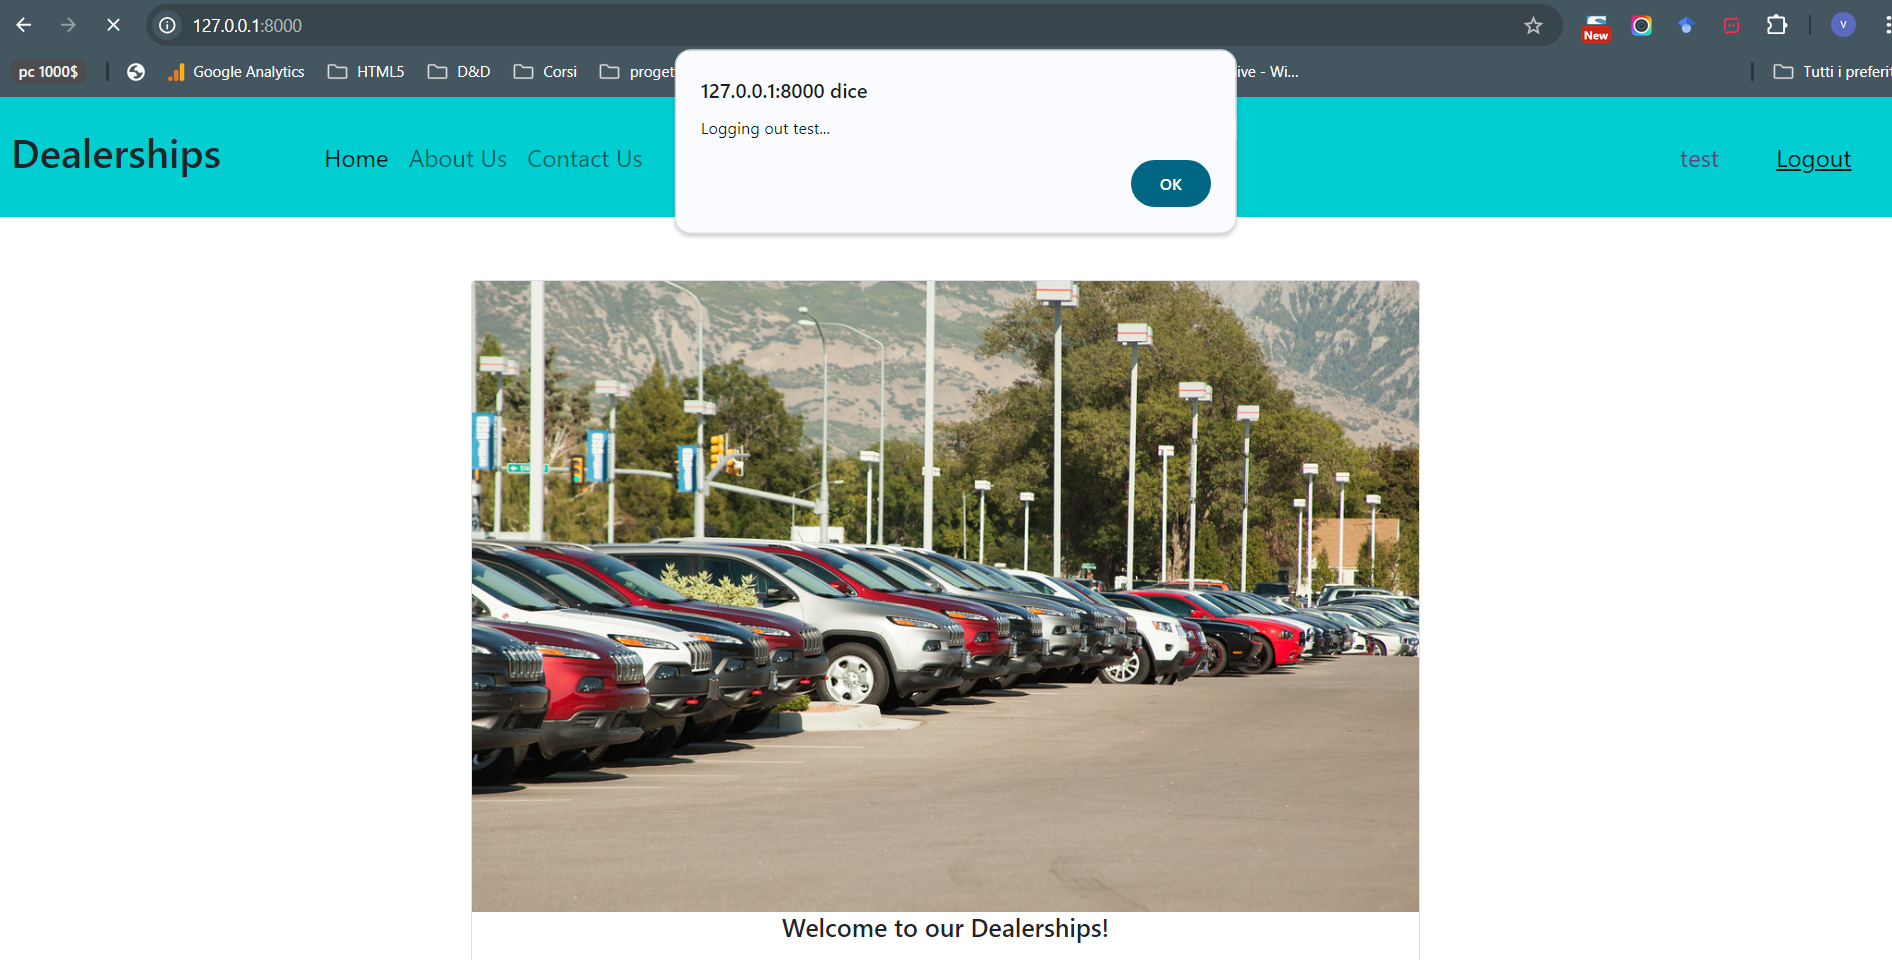 127.0.0.1:8000
New
V
pc 1000$
Google Analytics
HTML5
D&D
Corsi
proget
ive - Wi...
Tutti i preferit
127.0.0.1:8000 dice
Logging out test...
OK
Dealerships
Home
About Us
Contact Us
test
Logout
Welcome to our Dealerships!